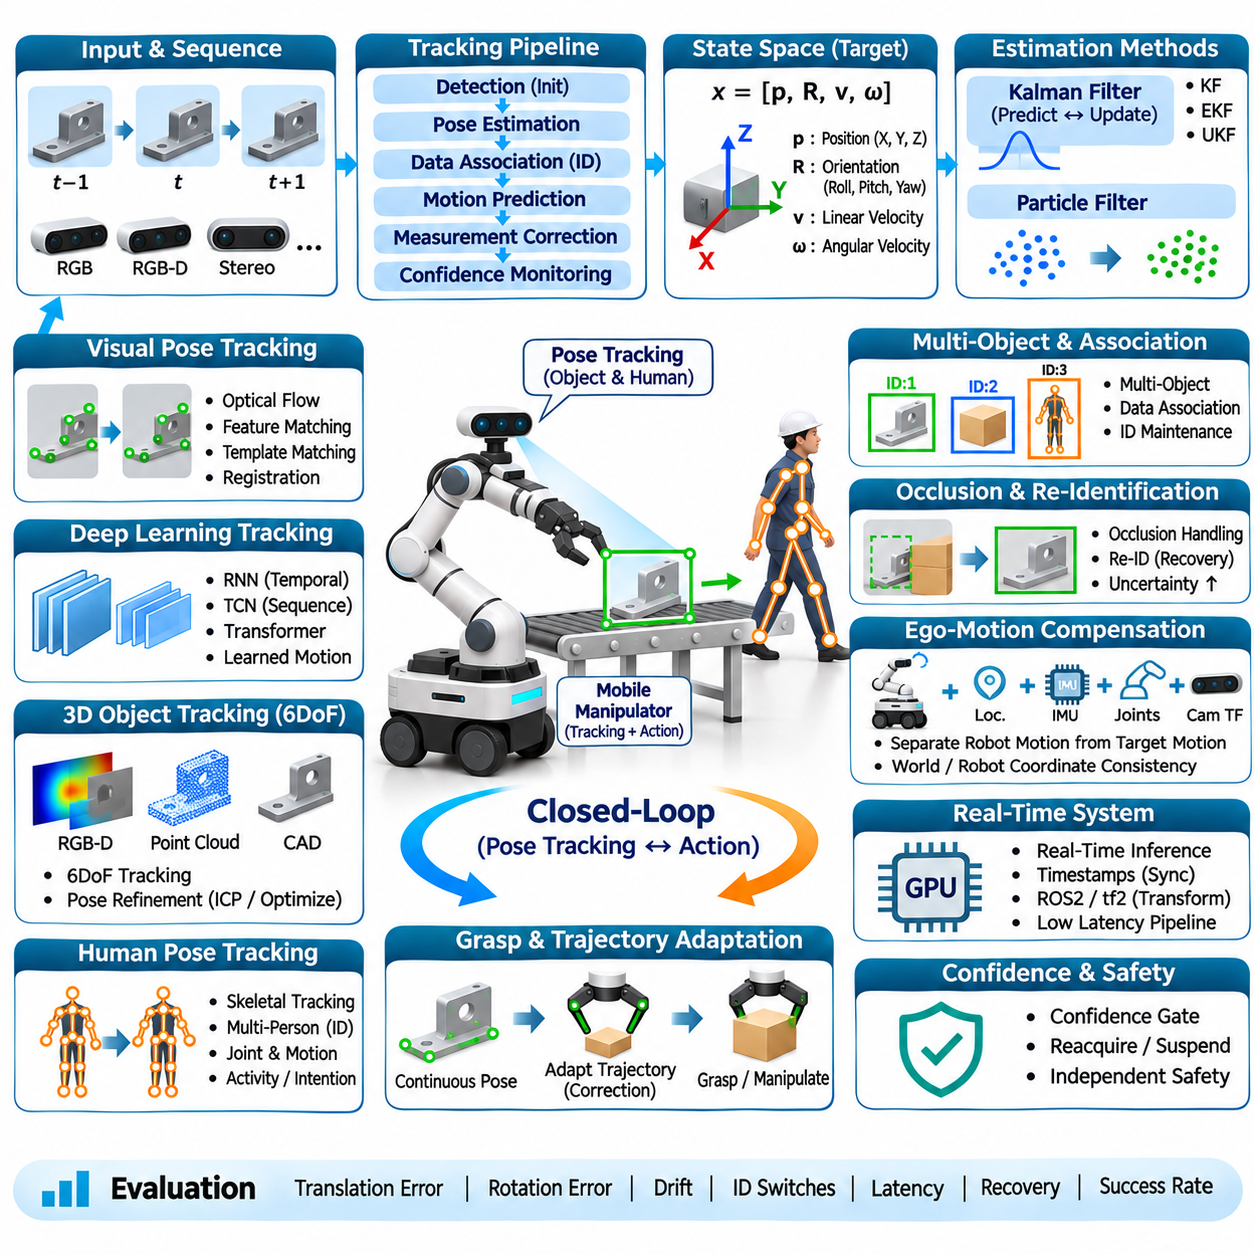 Input & Sequence
t−1
t
t+1
RGB
RGB-D
Stereo
...
Tracking Pipeline
Detection (Init)
Pose Estimation
Data Association (ID)
Motion Prediction
Measurement Correction
Confidence Monitoring
State Space (Target)
x = [p, R, v, ω]
Z
Y
X
p : Position (X, Y, Z)
R : Orientation
(Roll, Pitch, Yaw)
v : Linear Velocity
ω : Angular Velocity
Estimation Methods
Kalman Filter
(Predict ↔ Update)
• KF
• EKF
• UKF
Particle Filter
Visual Pose Tracking
• Optical Flow
• Feature Matching
• Template Matching
• Registration
Deep Learning Tracking
• RNN (Temporal)
• TCN (Sequence)
• Transformer
• Learned Motion
3D Object Tracking (6DoF)
RGB-D
Point Cloud
CAD
• 6DoF Tracking
• Pose Refinement (ICP / Optimize)
Human Pose Tracking
• Skeletal Tracking
• Multi-Person (ID)
• Joint & Motion
• Activity / Intention
Pose Tracking
(Object & Human)
Mobile
Manipulator
(Tracking + Action)
Closed-Loop
(Pose Tracking ↔ Action)
Grasp & Trajectory Adaptation
Continuous Pose
Adapt Trajectory
(Correction)
Grasp / Manipulate
Multi-Object & Association
ID:1
ID:2
ID:3
• Multi-Object
• Data Association
• ID Maintenance
Occlusion & Re-Identification
• Occlusion Handling
• Re-ID (Recovery)
• Uncertainty ↑
Ego-Motion Compensation
+
+
+
+
IMU
Loc.
IMU
Joints
Cam TF
• Separate Robot Motion from Target Motion
• World / Robot Coordinate Consistency
Real-Time System
GPU
• Real-Time Inference
• Timestamps (Sync)
• ROS2 / tf2 (Transform)
• Low Latency Pipeline
Confidence & Safety
• Confidence Gate
• Reacquire / Suspend
• Independent Safety
Evaluation
Translation Error | Rotation Error | Drift | ID Switches | Latency | Recovery | Success Rate